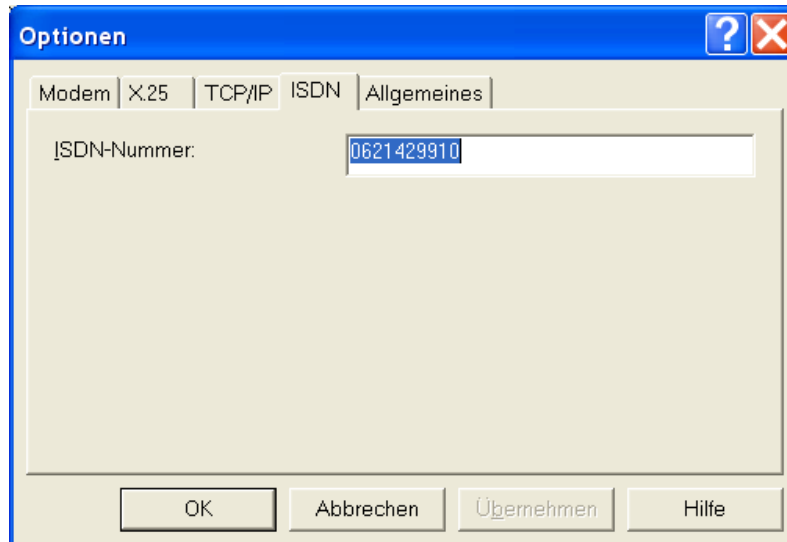 Optionen
Modem X.25 TCP/IP ISDN Allgemeines
ISDN-Nummer: 0621429910
OK Abbrechen Übernehmen Hilfe